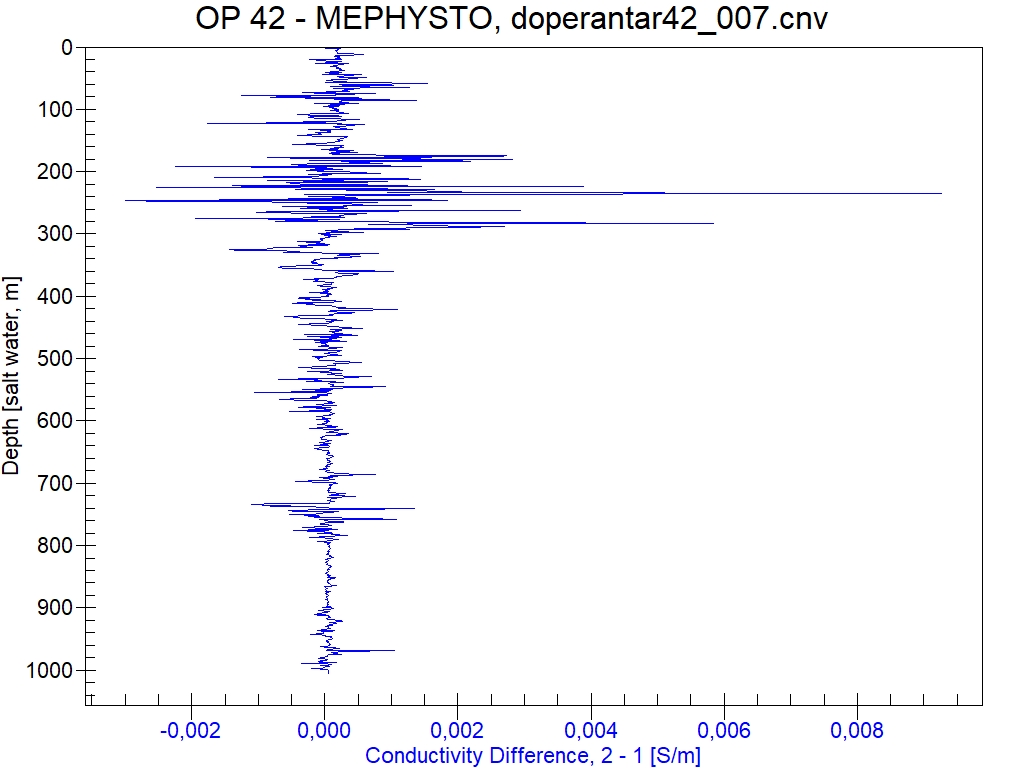 OP 42 - MEPHYSTO, doperantar42_007.cnv
0
100
200
300
400
500
600
700
800
900
1000
Depth [salt water, m]
-0,002 0,000 0,002 0,004 0,006 0,008
Conductivity Difference, 2 - 1 [S/m]